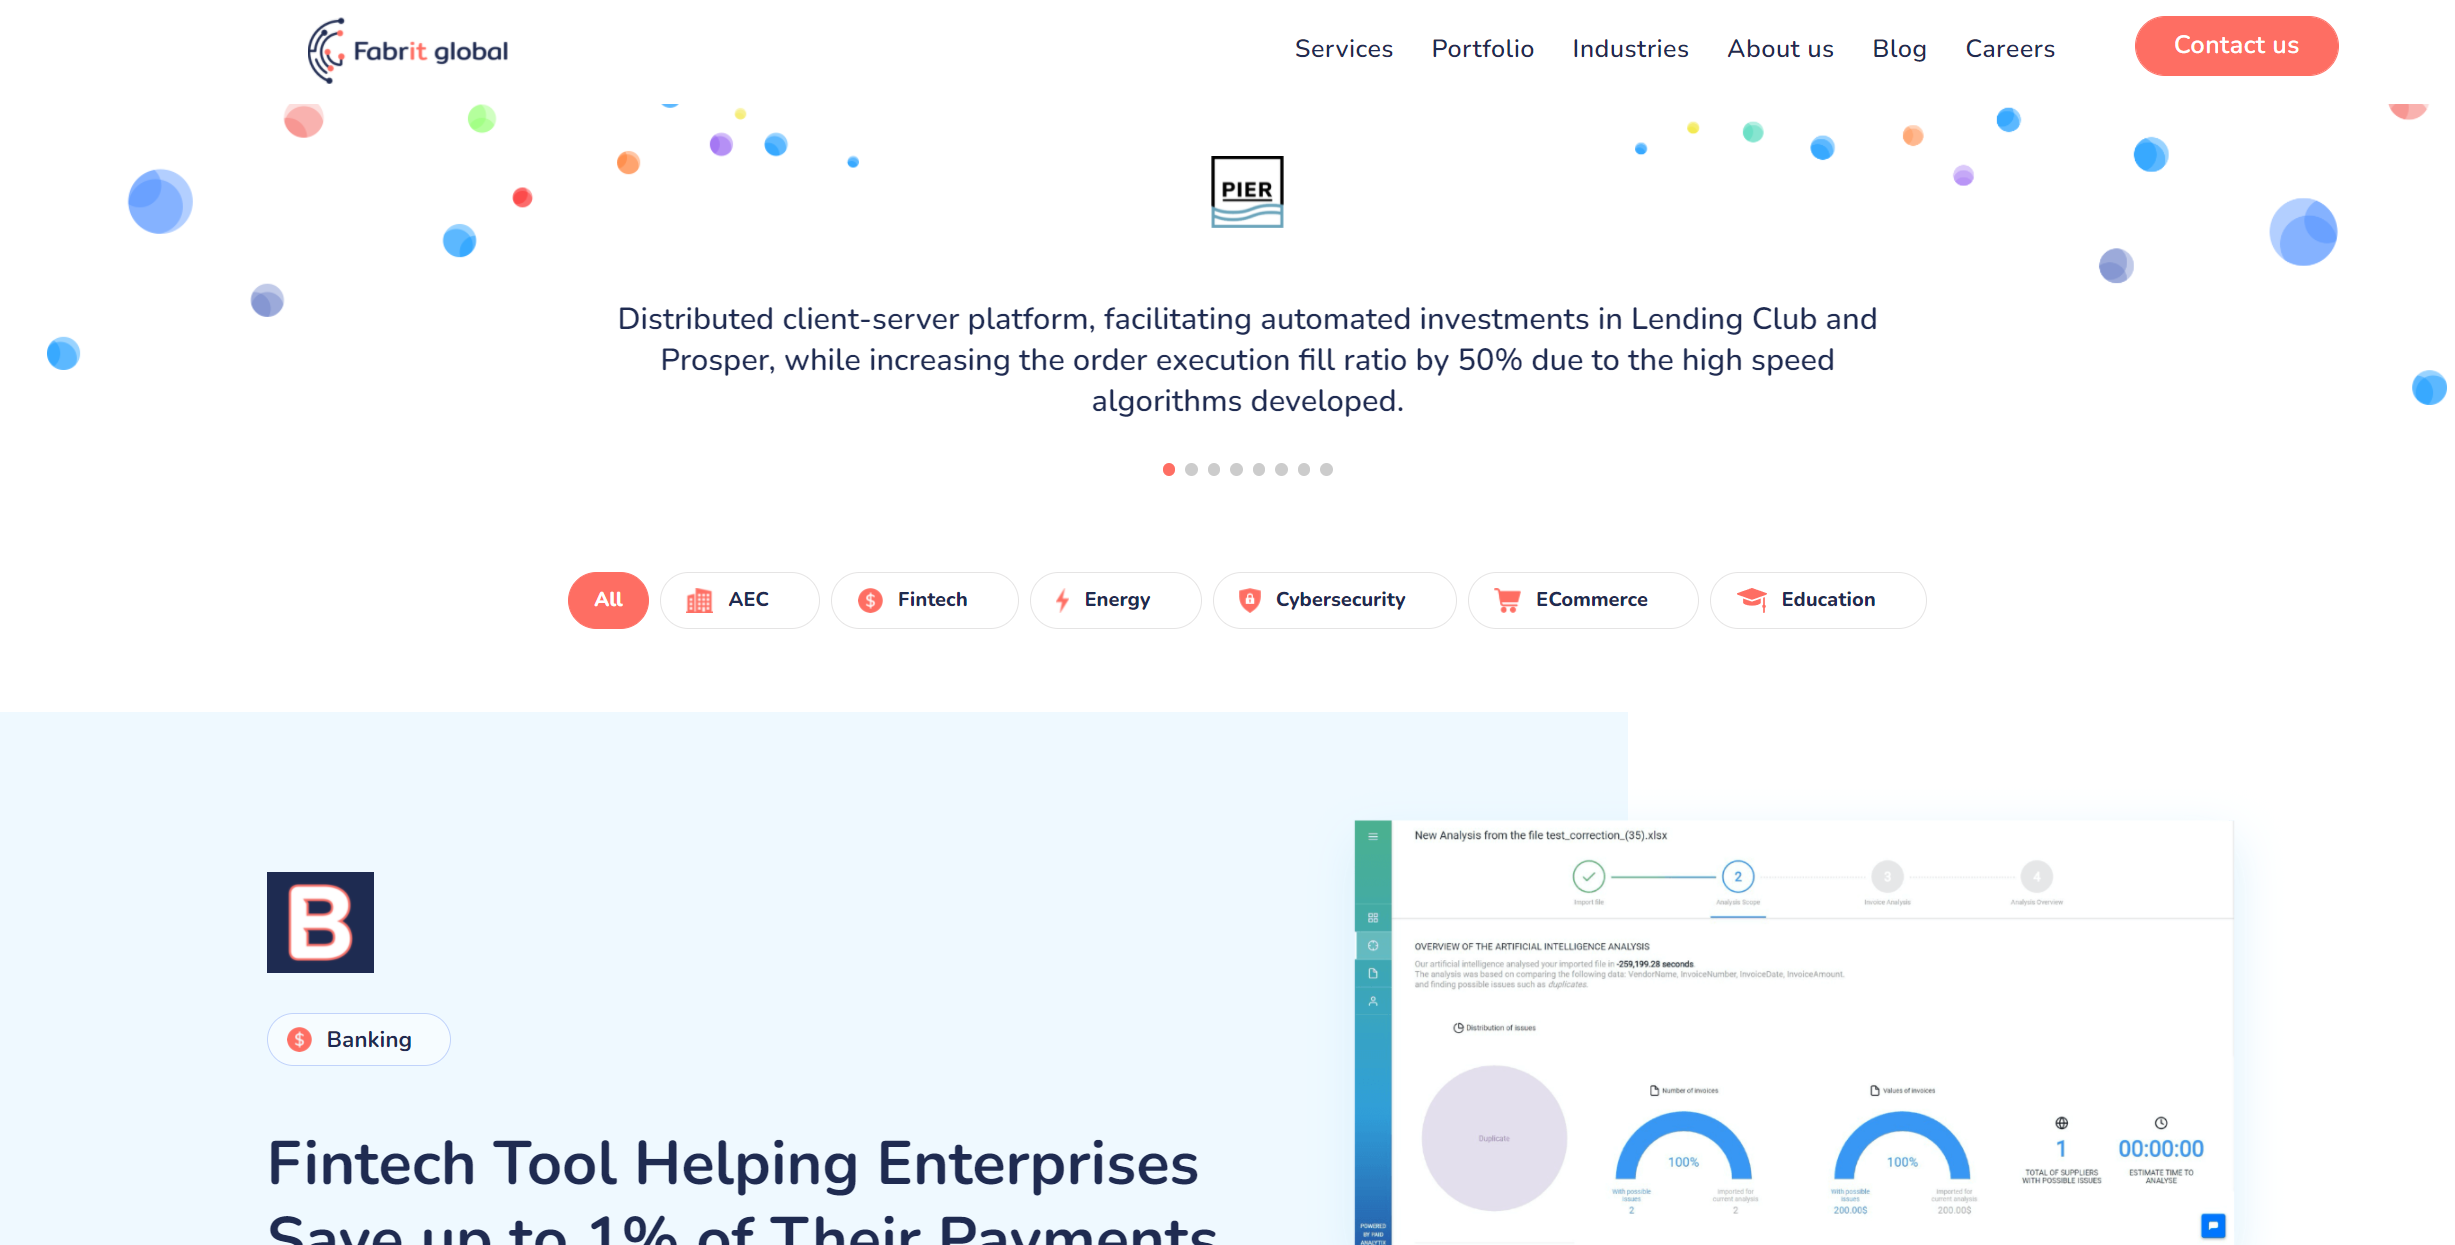 Fabrit global
Services Portfolio Industries About us Blog Careers Contact us
PIER
Distributed client-server platform, facilitating automated investments in Lending Club and
Prosper, while increasing the order execution fill ratio by 50% due to the high speed
algorithms developed.
All AEC Fintech Energy Cybersecurity ECommerce Education
B
Banking
Fintech Tool Helping Enterprises
Save up to 1% of Their Payments
New Analysis from the file test_correction_(35).xlsx
2 3 4
Import file Analysis Scope Invoice Analysis Analysis Overview
OVERVIEW OF THE ARTIFICIAL INTELLIGENCE ANALYSIS
Our artificial intelligence analysed your imported file in -259,199.28 seconds
The analysis was based on comparing the following data: VendorName, InvoiceNumber, InvoiceDate, InvoiceAmount.
and finding possible issues such as duplicates.
Distribution of issues
Duplicate
Number of invoices
100%
With possible issues
2
Imported for current analysis
2
Values of invoices
100%
With possible issues
200.00$
Imported for current analysis
200.00$
1
TOTAL OF SUPPLIERS
WITH POSSIBLE ISSUES
00:00:00
ESTIMATE TIME TO
ANALYSE
POWERED
BY PAID
ANALYTIX